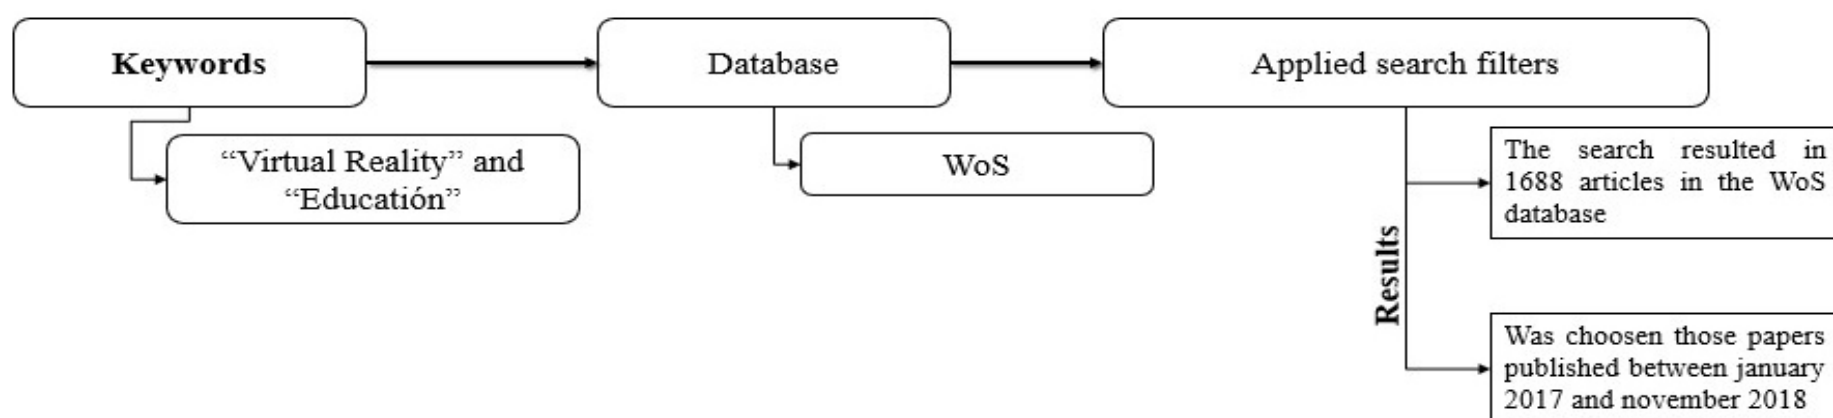 Keywords
Database
Applied search filters
“Virtual Reality” and
“Educatión”
WoS
The search resulted in
1688 articles in the WoS
database
Results
Was choosen those papers
published between january
2017 and november 2018